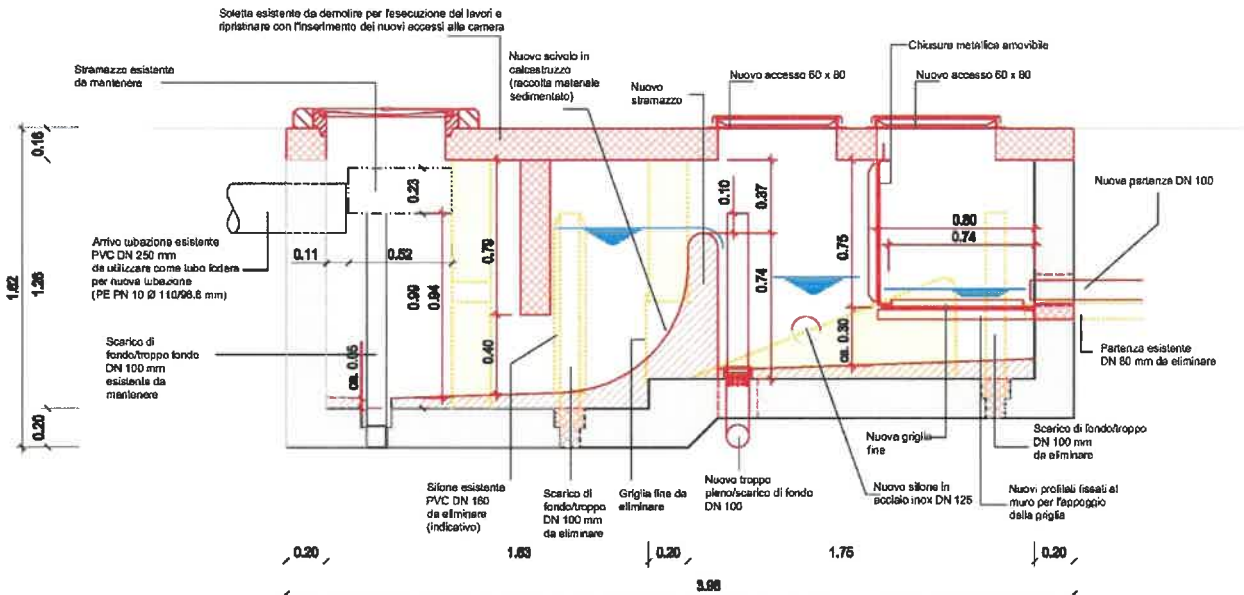 Soletta esistente da demolire per l'esecuzione dei lavori e
ripristinare con l'inserimento dei nuovi accessi alla camera
Stramazzo esistente
da mantenere
Nuovo scivolo in
calcestruzzo
(raccolta materiale
sedimentato)
Nuovo
stramazzo
Nuovo accesso 60 x 80
Chiusura metallica amovibile
Nuovo accesso 60 x 80
Nuova partenza DN 100
Arrivo tubazione esistente
PVC DN 250 mm
da utilizzare come tubo fodera
per nuova tubazione
(PE PN 10 Ø 110/96.8 mm)
Scarico di
fondo/troppo fondo
DN 100 mm
esistente da
mantenere
0.16
1.62
1.26
0.20
0.11
0.52
0.23
0.99
0.94
ca. 0.05
0.79
0.40
0.10
0.37
0.74
0.75
ca. 0.30
0.80
0.74
Partenza esistente
DN 80 mm da eliminare
Sifone esistente
PVC DN 160
da eliminare
(indicativo)
Scarico di
fondo/troppo
DN 100 mm
da eliminare
Griglia fine da
eliminare
Nuovo troppo
pieno/scarico di fondo
DN 100
Nuovo sifone in
acciaio inox DN 125
Nuova griglia
fine
Scarico di fondo/troppo
DN 100 mm
da eliminare
Nuovi profilati fissati al
muro per l'appoggio
della griglia
0.20
1.63
0.20
1.75
0.20
3.98